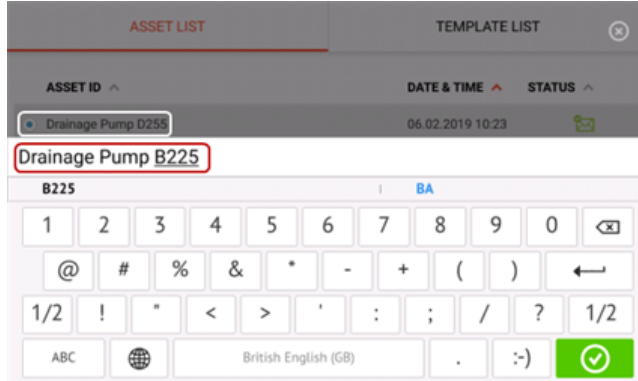 ASSET LIST TEMPLATE LIST
ASSET ID DATE & TIME STATUS
Drainage Pump D255 06.02.2019 10:23
Drainage Pump B225
B225 BA
1 2 3 4 5 6 7 8 9 0
@ # % & * - + ( )
1/2 ! " < > ' : ; / ? 1/2
ABC British English (GB) . :-)